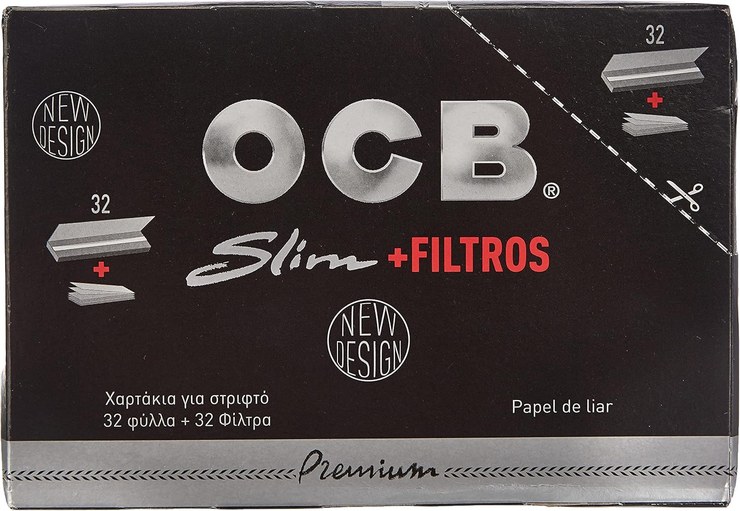 32
NEW
DESIGN
OCB®
32
Slim +FILTROS
NEW
DESIGN
Χαρτάκια για στριφτό
32 φύλλα + 32 Φίλτρα
Papel de liar
Premium